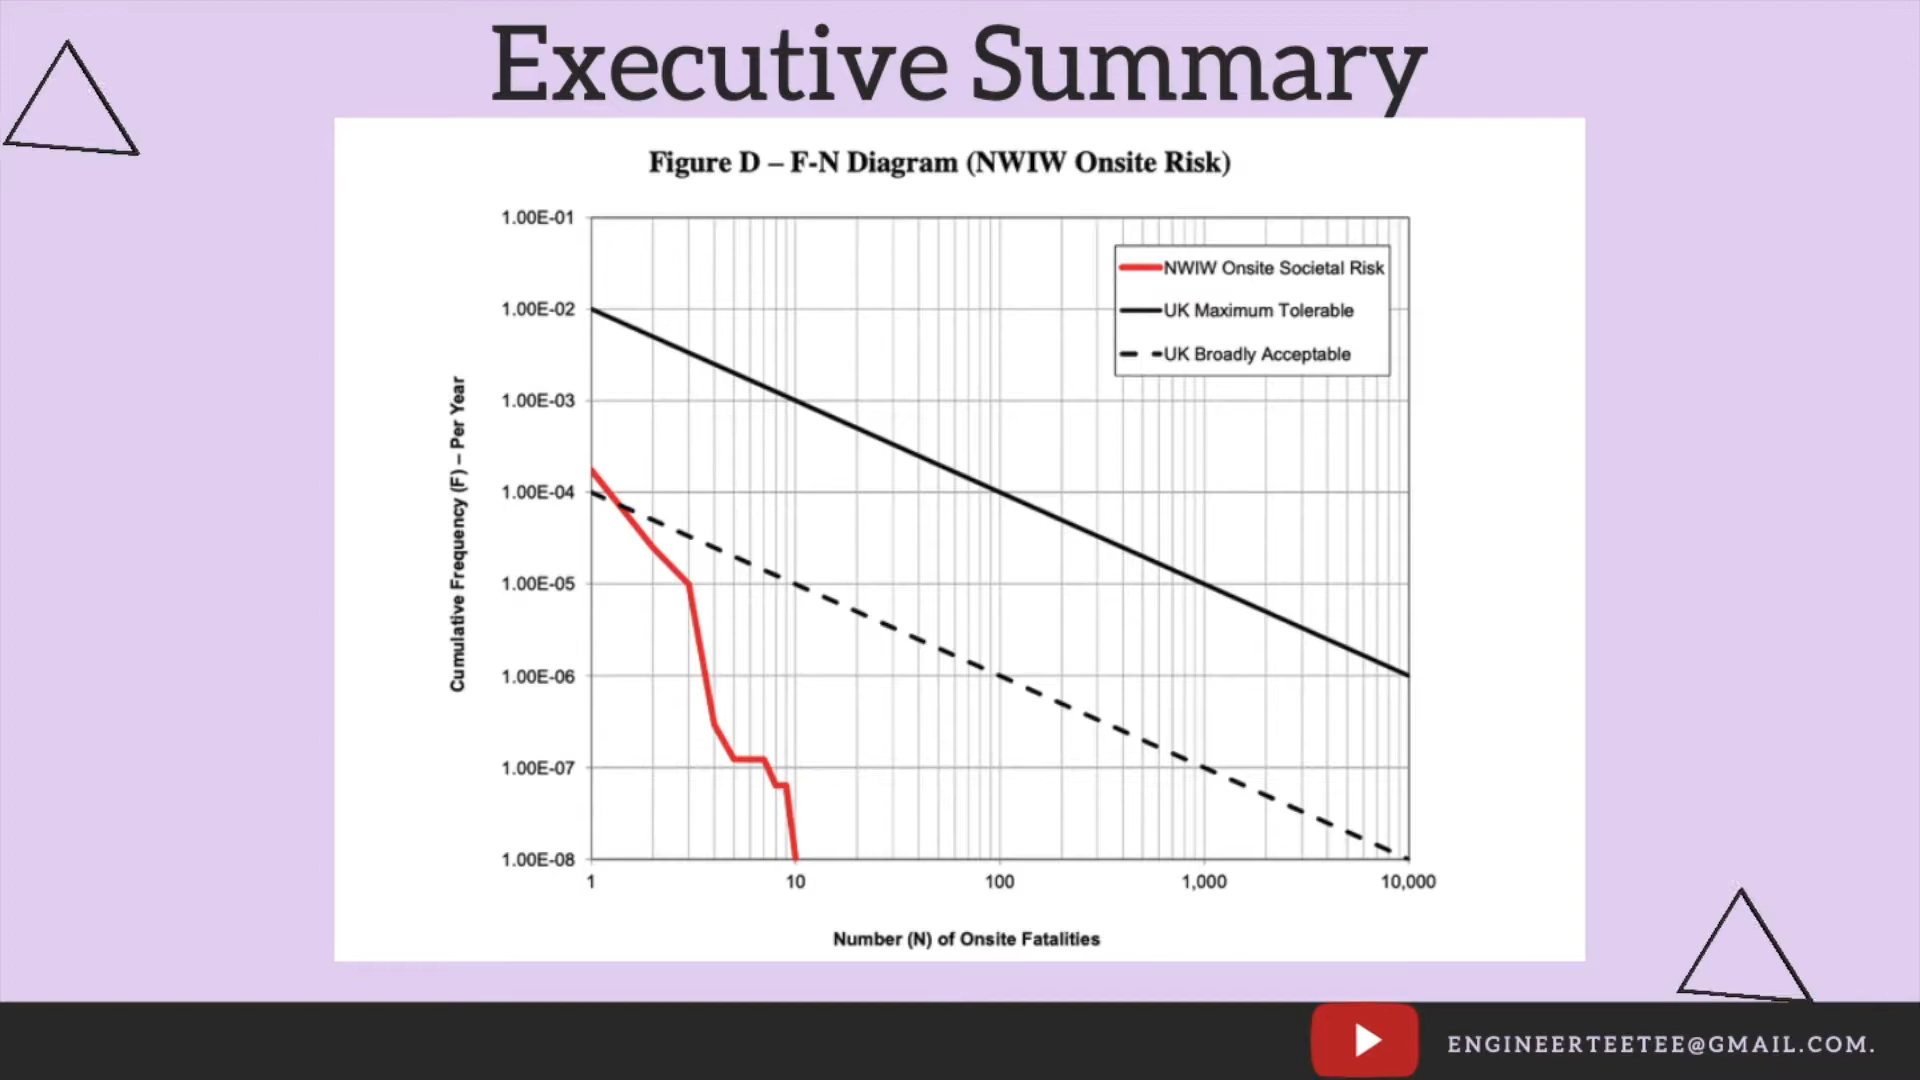 Executive Summary
Figure D – F-N Diagram (NWIW Onsite Risk)
1.00E-01
1.00E-02
1.00E-03
1.00E-04
1.00E-05
1.00E-06
1.00E-07
1.00E-08
Cumulative Frequency (F) – Per Year
NWIW Onsite Societal Risk
UK Maximum Tolerable
UK Broadly Acceptable
1 10 100 1,000 10,000
Number (N) of Onsite Fatalities
ENGINEERTEETEE@GMAIL.COM.